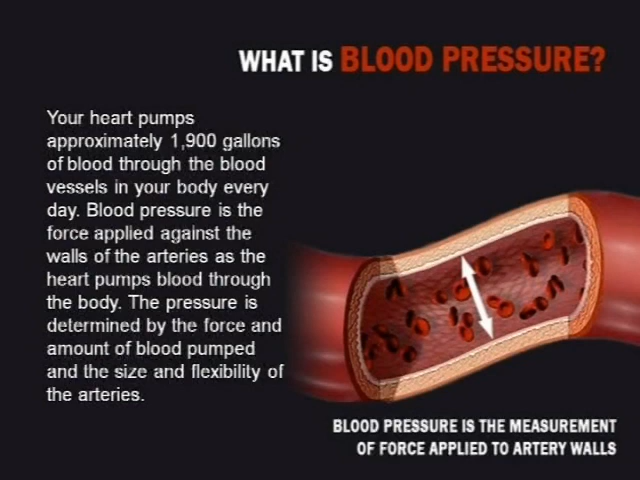 WHAT IS BLOOD PRESSURE?
Your heart pumps
approximately 1,900 gallons
of blood through the blood
vessels in your body every
day. Blood pressure is the
force applied against the
walls of the arteries as the
heart pumps blood through
the body. The pressure is
determined by the force and
amount of blood pumped
and the size and flexibility of
the arteries.
BLOOD PRESSURE IS THE MEASUREMENT
OF FORCE APPLIED TO ARTERY WALLS